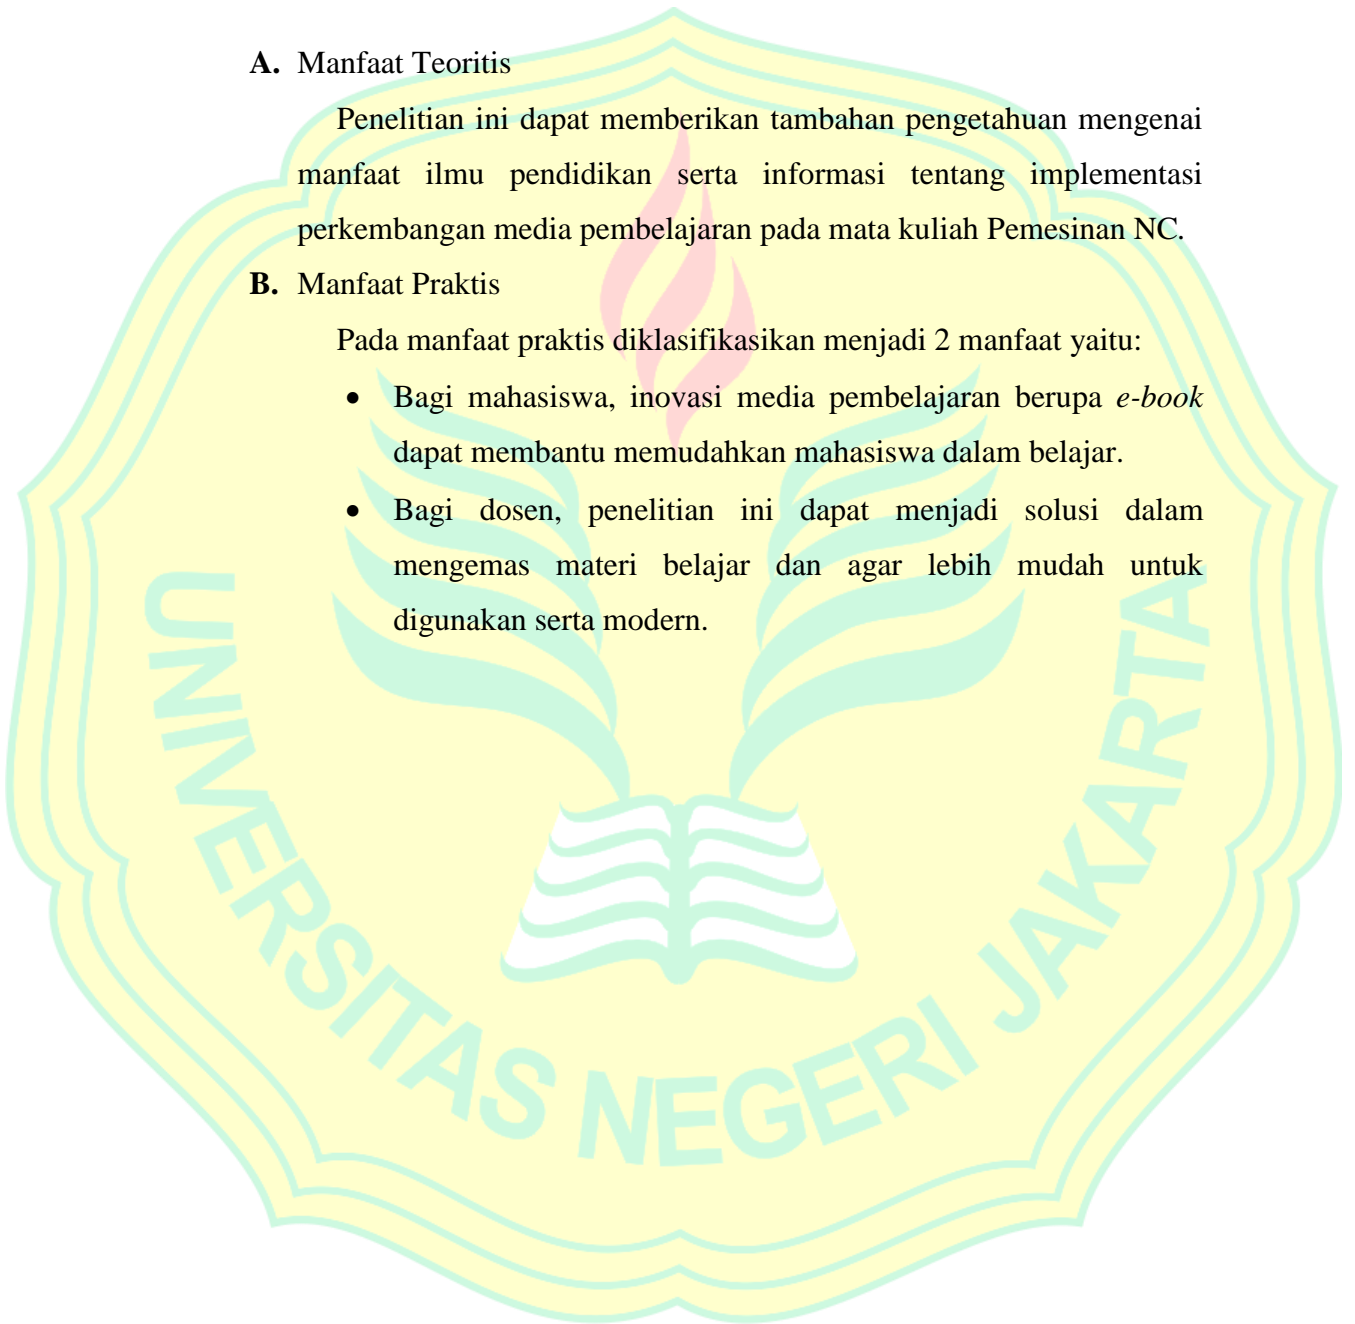 A. Manfaat Teoritis
Penelitian ini dapat memberikan tambahan pengetahuan mengenai
manfaat ilmu pendidikan serta informasi tentang implementasi
perkembangan media pembelajaran pada mata kuliah Pemesinan NC.
B. Manfaat Praktis
Pada manfaat praktis diklasifikasikan menjadi 2 manfaat yaitu:
• Bagi mahasiswa, inovasi media pembelajaran berupa e-book
dapat membantu memudahkan mahasiswa dalam belajar.
• Bagi dosen, penelitian ini dapat menjadi solusi dalam
mengemas materi belajar dan agar lebih mudah untuk
digunakan serta modern.
UNIVERSITAS NEGERI JAKARTA